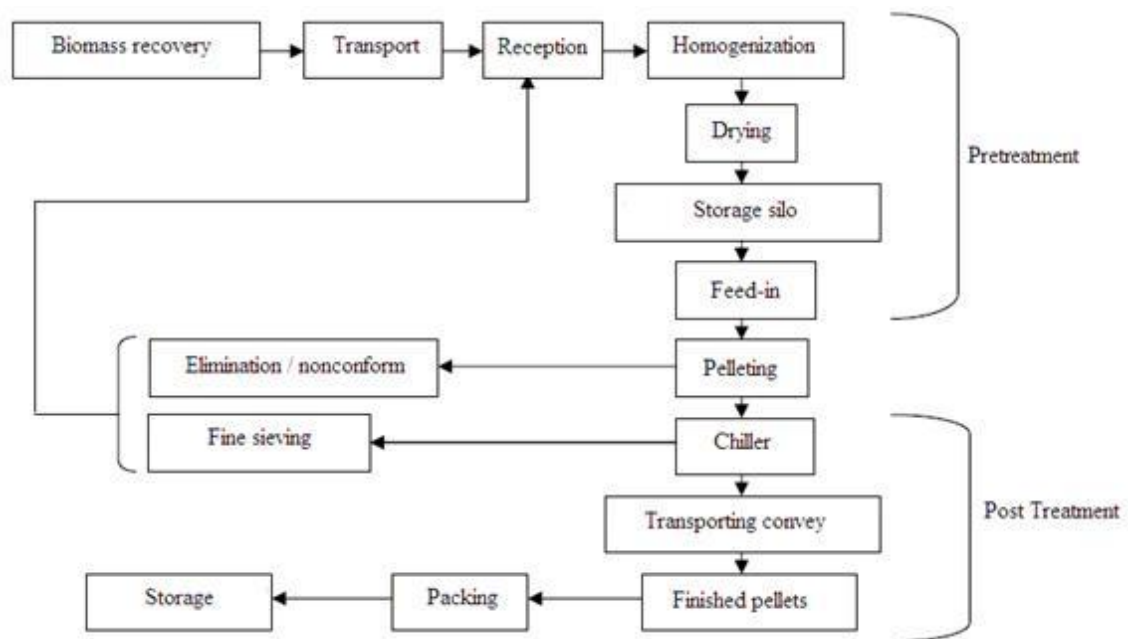 Biomass recovery
Transport
Reception
Homogenization
Drying
Pretreatment
Storage silo
Feed-in
Elimination / nonconform
Pelleting
Fine sieving
Chiller
Transporting convey
Post Treatment
Storage
Packing
Finished pellets